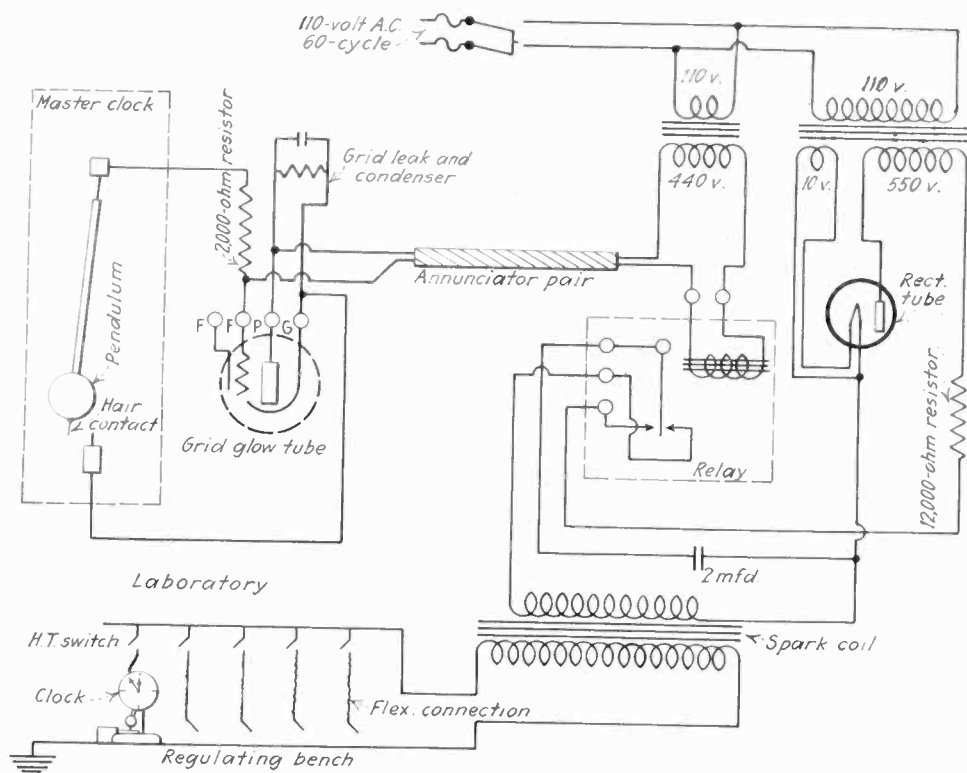 110-volt A.C.
60-cycle
110 v.
110 v.
Master clock
Grid leak and
condenser
2,000-ohm resistor
440 v.
10 v.
550 v.
Annunciator pair
Rect.
tube
Pendulum
F F P G
Hair
contact
Grid glow tube
Relay
12,000-ohm resistor
2 mfd.
Laboratory
H.T. switch
Spark coil
Clock
Flex. connection
Regulating bench